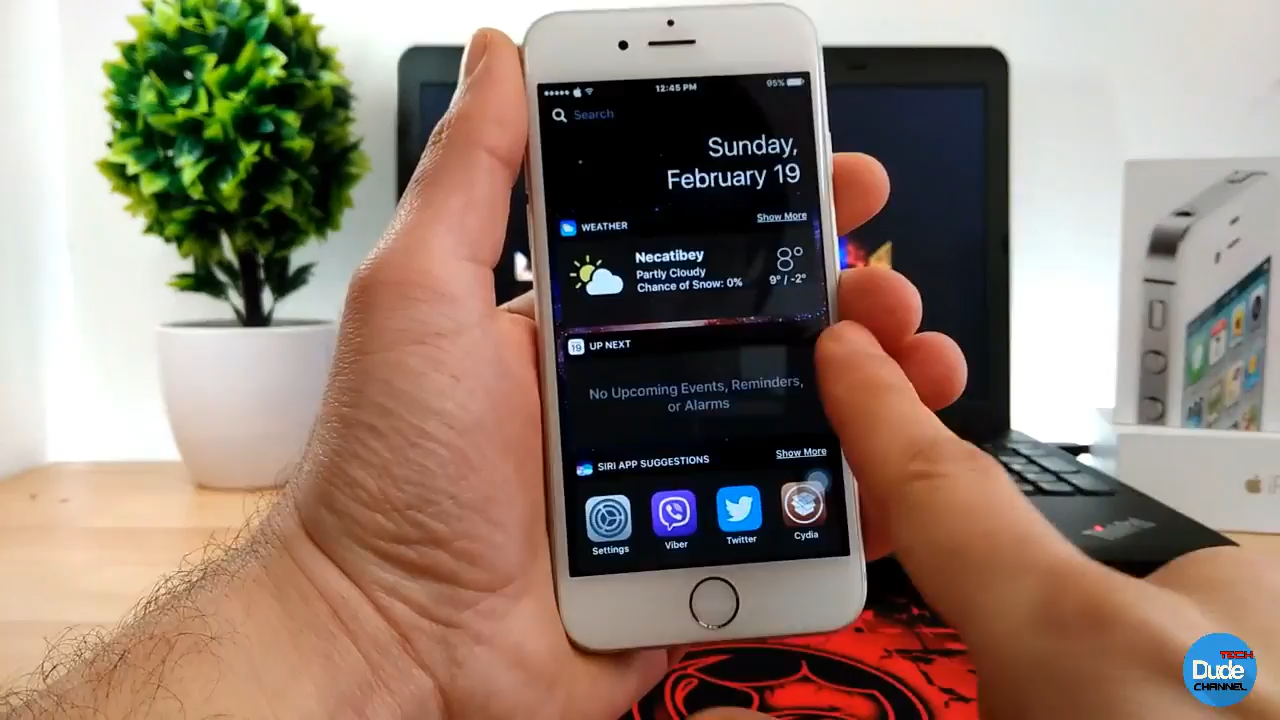 12:45 PM
95%
Search
Sunday,
February 19
WEATHER
Show More
Necatibey
Partly Cloudy
Chance of Snow: 0%
8°
9° / -2°
19
UP NEXT
No Upcoming Events, Reminders,
or Alarms
SIRI APP SUGGESTIONS
Show More
Settings
Viber
Twitter
Cydia
TECH
Dude
CHANNEL